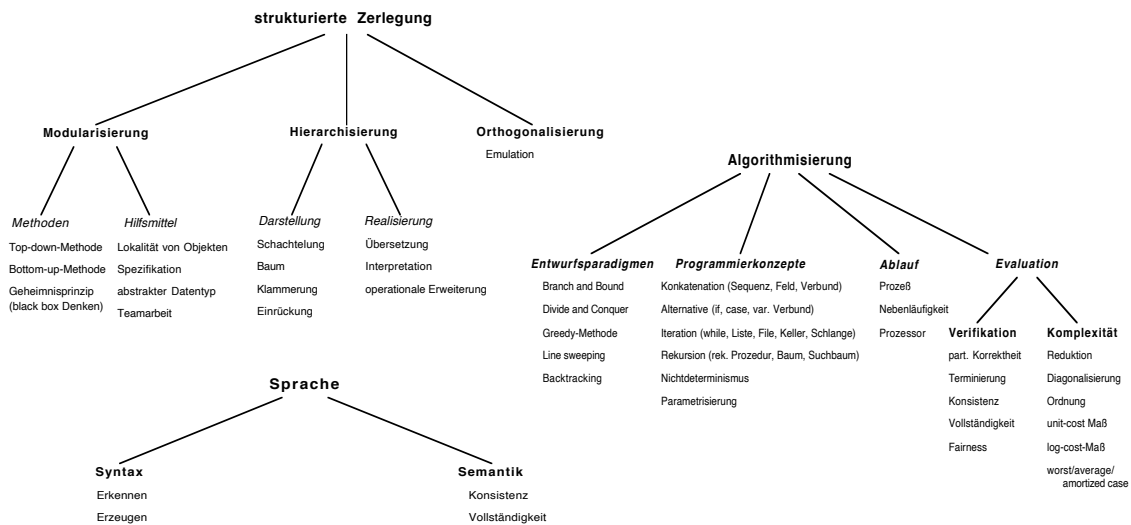 strukturierte Zerlegung
Modularisierung
Methoden
Top-down-Methode
Bottom-up-Methode
Geheimnisprinzip
(black box Denken)
Hilfsmittel
Lokalität von Objekten
Spezifikation
abstrakter Datentyp
Teamarbeit
Hierarchisierung
Darstellung
Schachtelung
Baum
Klammerung
Einrückung
Realisierung
Übersetzung
Interpretation
operationale Erweiterung
Orthogonalisierung
Emulation
Algorithmisierung
Entwurfsparadigmen
Branch and Bound
Divide and Conquer
Greedy-Methode
Line sweeping
Backtracking
Programmierkonzepte
Konkatenation (Sequenz, Feld, Verbund)
Alternative (if, case, var. Verbund)
Iteration (while, Liste, File, Keller, Schlange)
Rekursion (rek. Prozedur, Baum, Suchbaum)
Nichtdeterminismus
Parametrisierung
Ablauf
Prozeß
Nebenläufigkeit
Prozessor
Evaluation
Verifikation
part. Korrektheit
Terminierung
Konsistenz
Vollständigkeit
Fairness
Komplexität
Reduktion
Diagonalisierung
Ordnung
unit-cost Maß
log-cost-Maß
worst/average/
amortized case
Sprache
Syntax
Erkennen
Erzeugen
Semantik
Konsistenz
Vollständigkeit